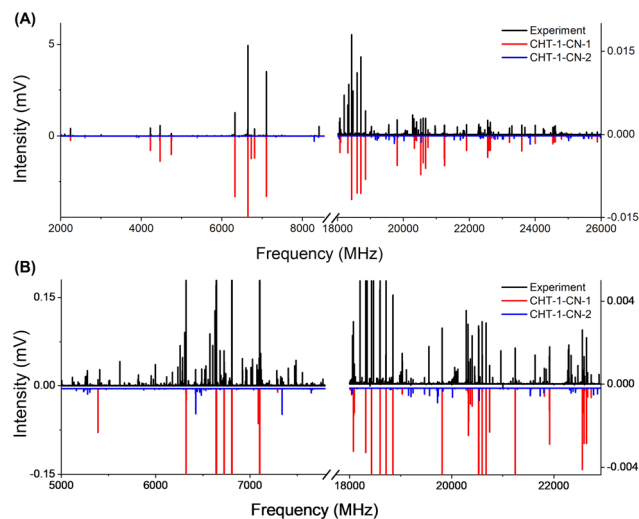 (A)
Experiment
CHT-1-CN-1
CHT-1-CN-2
Intensity (mV)
5
0
0.015
0.000
-0.015
2000 4000 6000 8000 18000 20000 22000 24000 26000
Frequency (MHz)
(B)
Experiment
CHT-1-CN-1
CHT-1-CN-2
Intensity (mV)
0.15
0.00
-0.15
0.004
0.000
-0.004
5000 6000 7000 18000 19000 20000 21000 22000
Frequency (MHz)